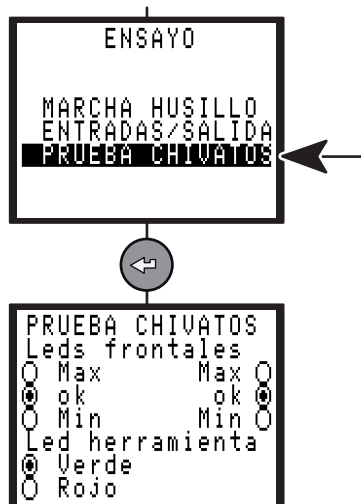 ENSAYO
MARCHA HUSILLO
ENTRADAS/SALIDA
PRUEBA CHIVATOS
PRUEBA CHIVATOS
Leds frontales
Max Max
ok ok
Min Min
Led herramienta
Verde
Rojo